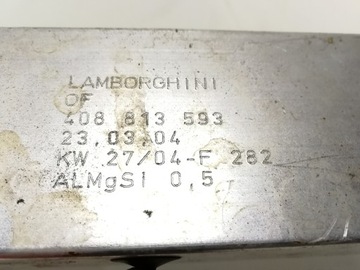 LAMBORGHINI
OF
408 813 593
23.03.04
KW 27/04-F 282
ALMgSI 0,5